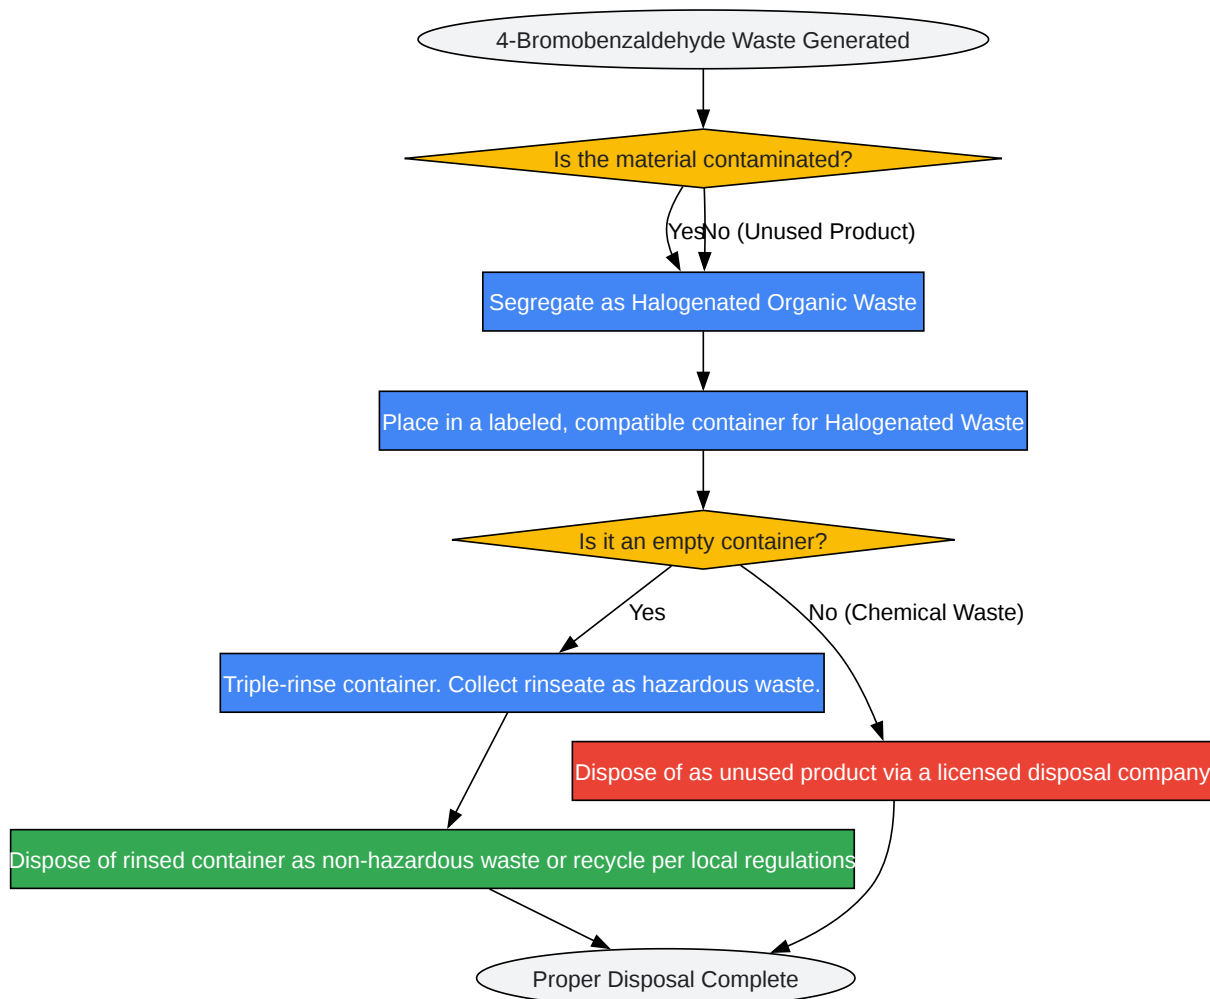 4-Bromobenzaldehyde Waste Generated
Is the material contaminated?
Yes
No (Unused Product)
Segregate as Halogenated Organic Waste
Place in a labeled, compatible container for Halogenated Waste
Is it an empty container?
Yes
No (Chemical Waste)
Triple-rinse container. Collect rinseate as hazardous waste.
Dispose of as unused product via a licensed disposal company
Dispose of rinsed container as non-hazardous waste or recycle per local regulations
Proper Disposal Complete